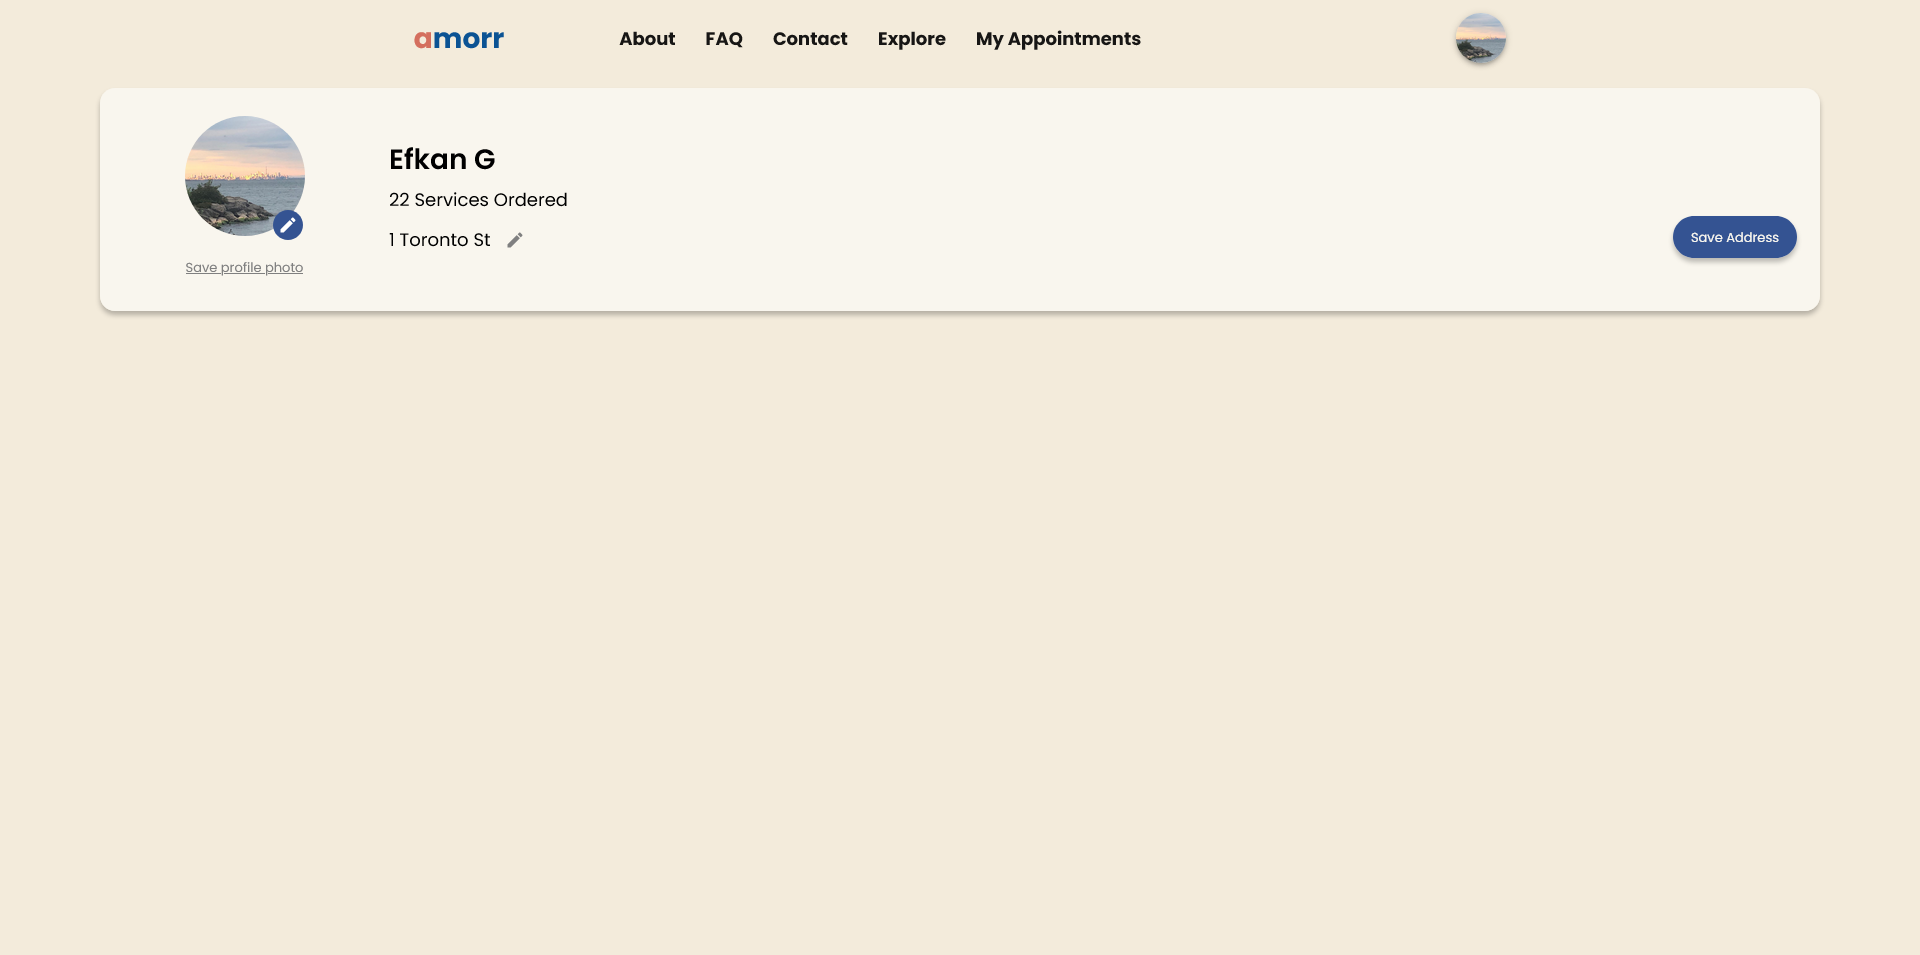 amorr
About
FAQ
Contact
Explore
My Appointments
Efkan G
22 Services Ordered
1 Toronto St
Save Address
Save profile photo